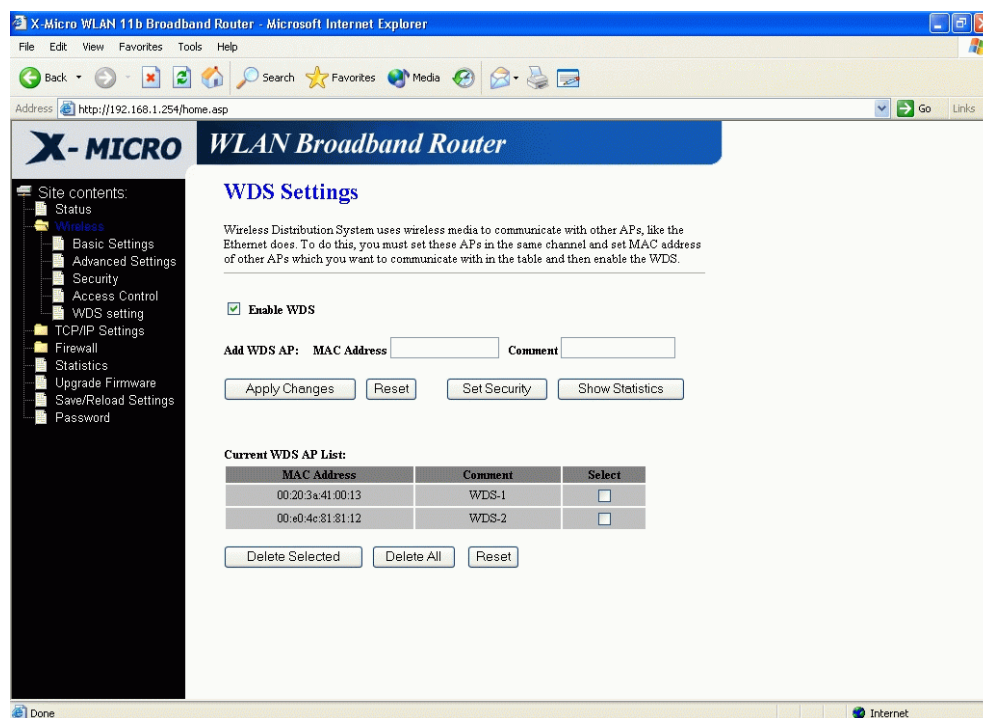 X-Micro WLAN 11b Broadband Router - Microsoft Internet Explorer
File Edit View Favorites Tools Help
Back Search Favorites Media
Address http://192.168.1.254/home.asp Go Links
X- MICRO WLAN Broadband Router
Site contents:
Status
Wireless
Basic Settings
Advanced Settings
Security
Access Control
WDS setting
TCP/IP Settings
Firewall
Statistics
Upgrade Firmware
Save/Reload Settings
Password
WDS Settings
Wireless Distribution System uses wireless media to communicate with other APs, like the
Ethernet does. To do this, you must set these APs in the same channel and set MAC address
of other APs which you want to communicate with in the table and then enable the WDS.
Enable WDS
Add WDS AP: MAC Address Comment
Apply Changes Reset Set Security Show Statistics
Current WDS AP List:
MAC Address Comment Select
00:20:3a:41:00:13 WDS-1
00:e0:4c:81:81:12 WDS-2
Delete Selected Delete All Reset
Done Internet